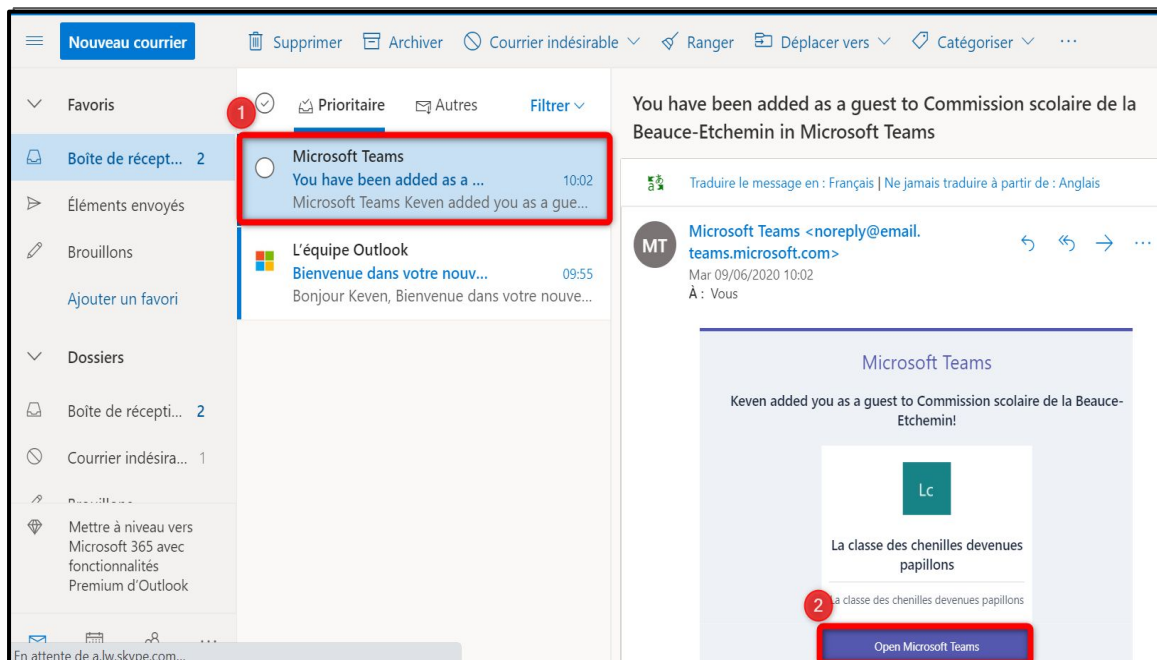 Nouveau courrier
Supprimer Archiver Courrier indésirable Ranger Déplacer vers Catégoriser ...
Favoris
Boîte de récept... 2
Éléments envoyés
Brouillons
Ajouter un favori
Dossiers
Boîte de récepti... 2
Courrier indésira... 1
Brouillons
Mettre à niveau vers
Microsoft 365 avec
fonctionnalités
Premium d'Outlook
...
En attente de a.lw.skype.com...
1
Prioritaire Autres Filtrer
Microsoft Teams
You have been added as a ... 10:02
Microsoft Teams Keven added you as a gue...
L'équipe Outlook
Bienvenue dans votre nouv... 09:55
Bonjour Keven, Bienvenue dans votre nouve...
You have been added as a guest to Commission scolaire de la
Beauce-Etchemin in Microsoft Teams
Traduire le message en : Français | Ne jamais traduire à partir de : Anglais
MT
Microsoft Teams <noreply@email.
teams.microsoft.com>
Mar 09/06/2020 10:02
À : Vous
...
Microsoft Teams
Keven added you as a guest to Commission scolaire de la Beauce-
Etchemin!
Lc
La classe des chenilles devenues
papillons
La classe des chenilles devenues papillons
2
Open Microsoft Teams